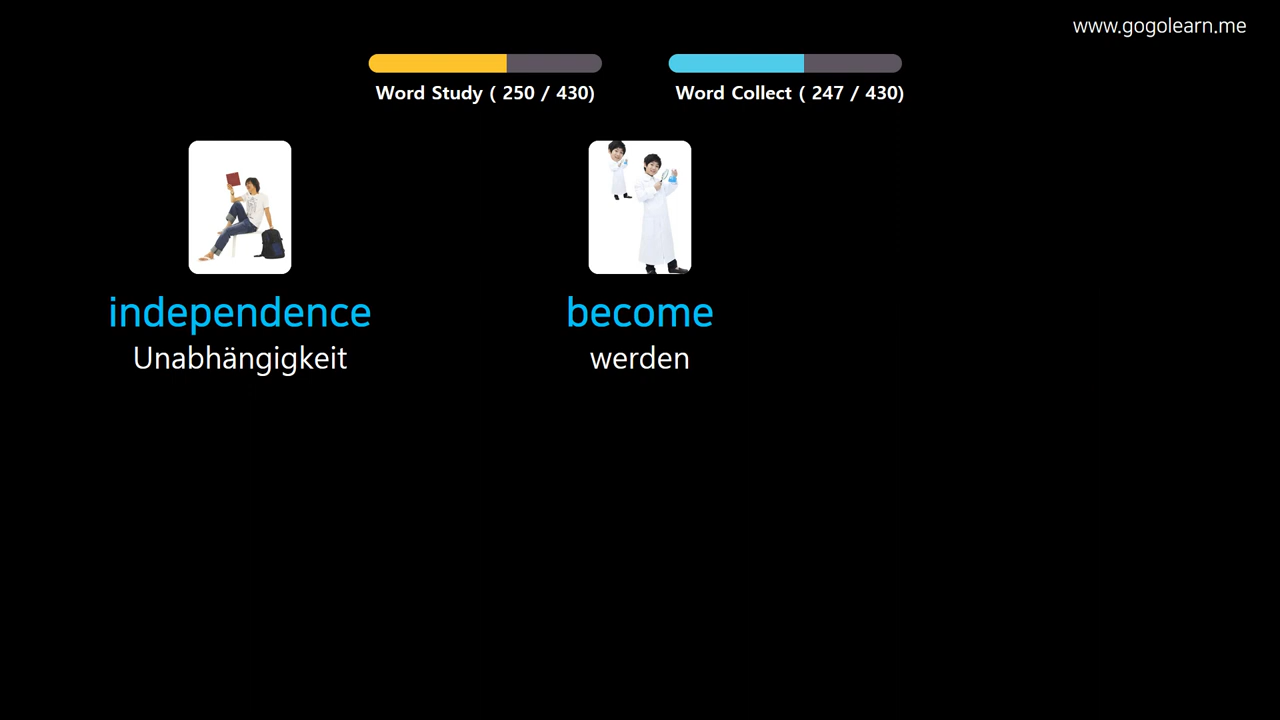 www.gogolearn.me
Word Study ( 250 / 430)
Word Collect ( 247 / 430)
independence
Unabhängigkeit
become
werden